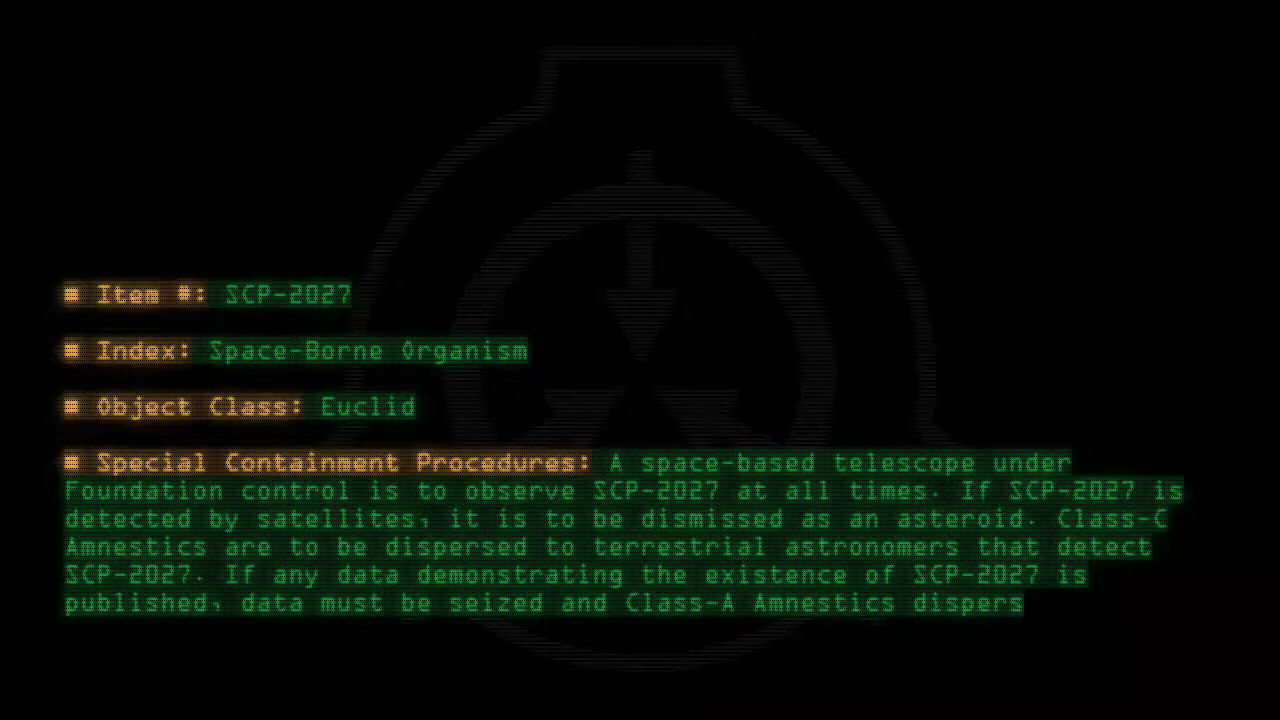 ■ Item #: SCP-2027
■ Index: Space-Borne Organism
■ Object Class: Euclid
■ Special Containment Procedures: A space-based telescope under
Foundation control is to observe SCP-2027 at all times. If SCP-2027 is
detected by satellites, it is to be dismissed as an asteroid. Class-C
Amnestics are to be dispersed to terrestrial astronomers that detect
SCP-2027. If any data demonstrating the existence of SCP-2027 is
published, data must be seized and Class-A Amnestics dispers